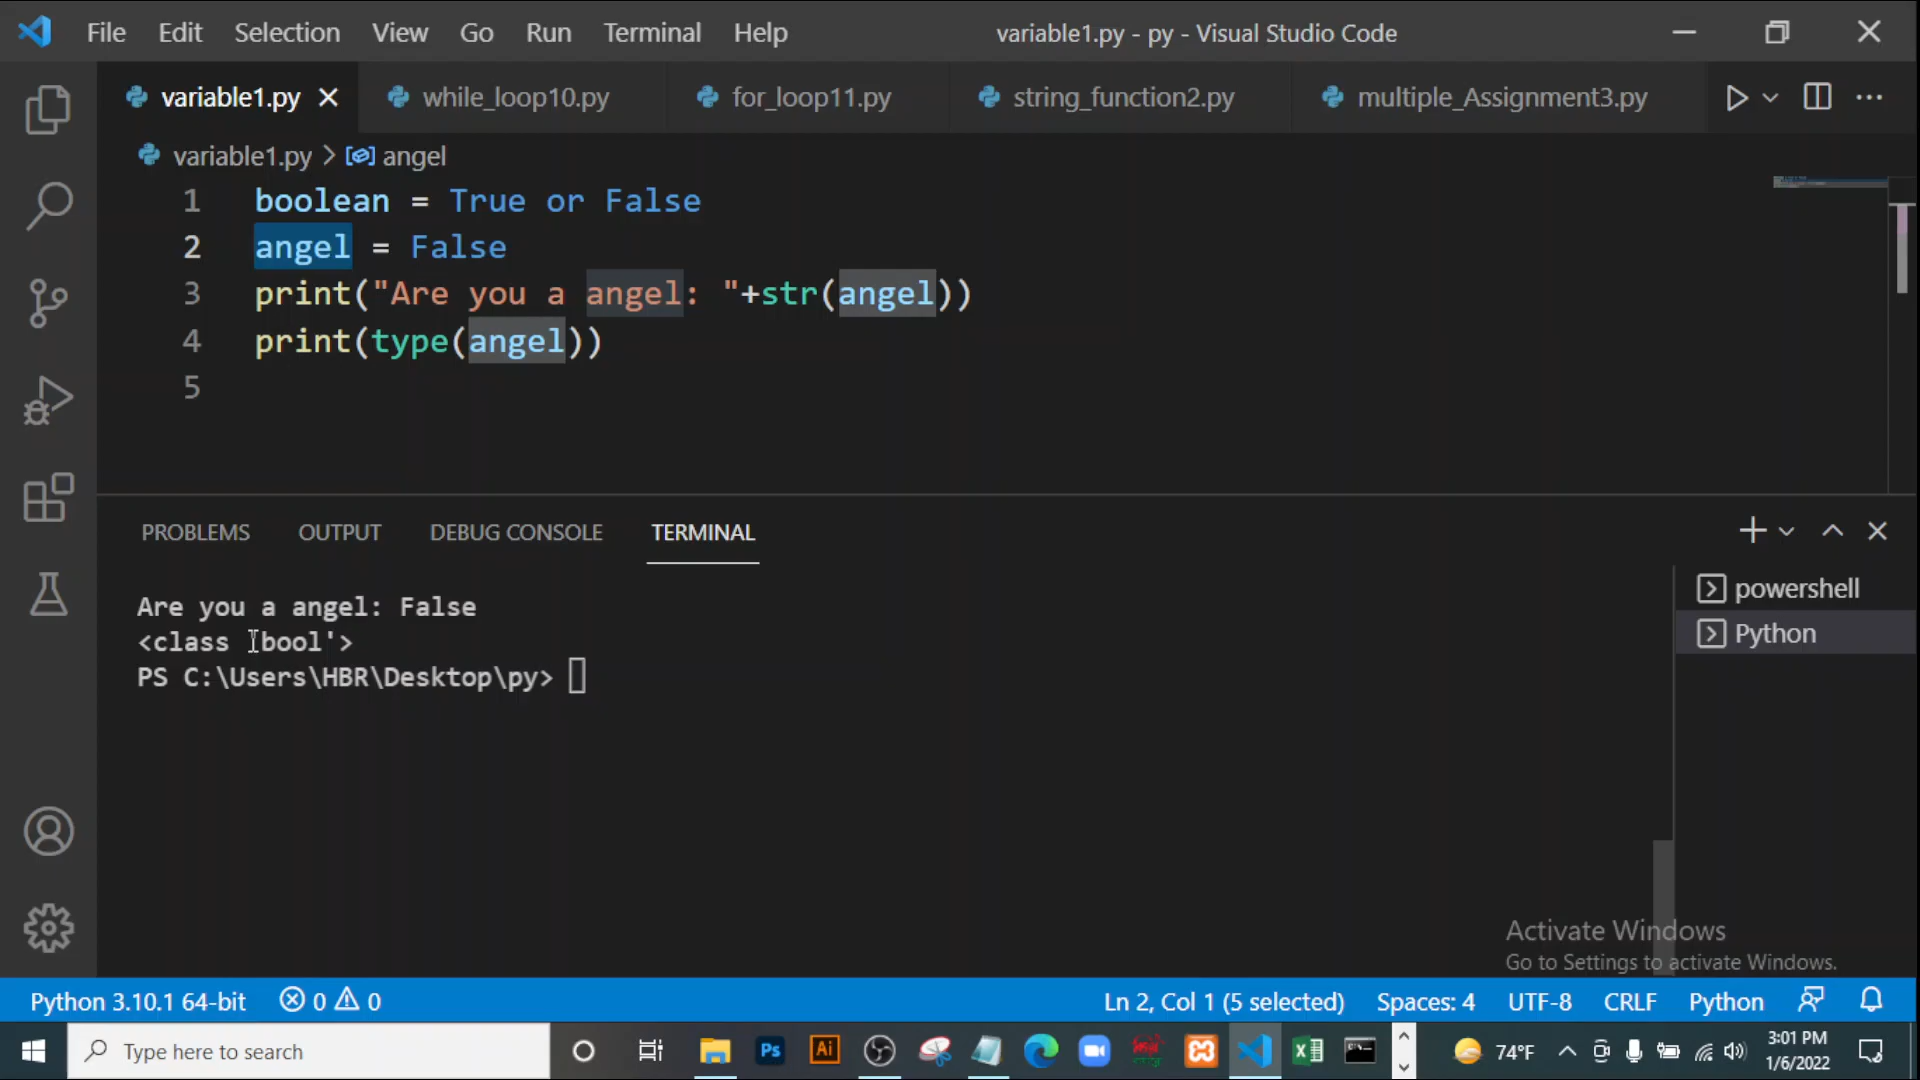 File Edit Selection View Go Run Terminal Help variable1.py - py - Visual Studio Code
variable1.py while_loop10.py for_loop11.py string_function2.py multiple_Assignment3.py
variable1.py > angel
1 boolean = True or False
2 angel = False
3 print("Are you a angel: "+str(angel))
4 print(type(angel))
5
PROBLEMS OUTPUT DEBUG CONSOLE TERMINAL
Are you a angel: False
<class 'bool'>
PS C:\Users\HBR\Desktop\py>
powershell
Python
Activate Windows
Go to Settings to activate Windows.
Python 3.10.1 64-bit 0 0 Ln 2, Col 1 (5 selected) Spaces: 4 UTF-8 CRLF Python
Type here to search Ps Ai 74°F 3:01 PM
1/6/2022